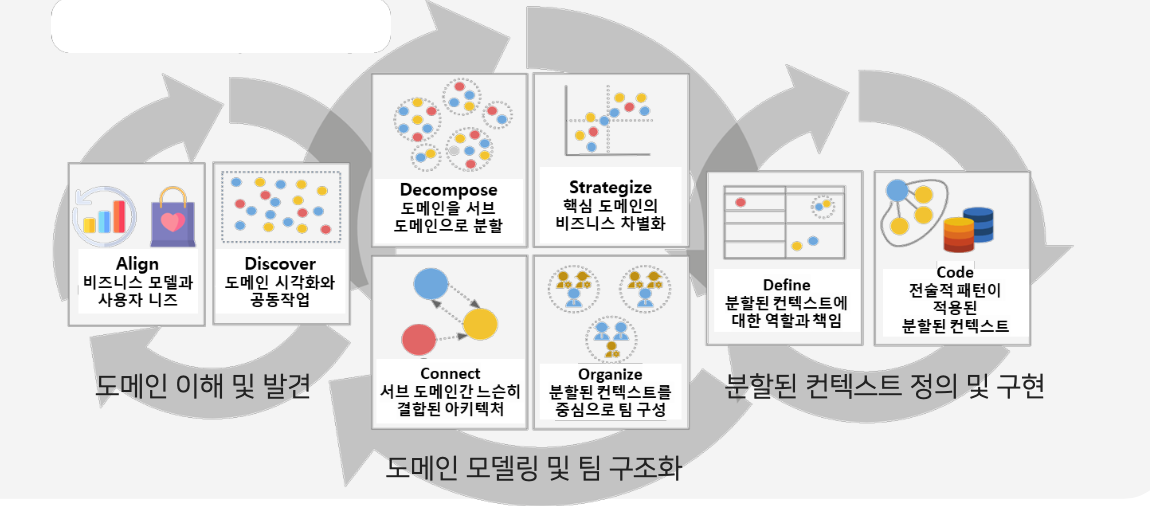 Align
비즈니스 모델과
사용자 니즈
Discover
도메인 시각화와
공동작업
도메인 이해 및 발견
Decompose
도메인을 서브
도메인으로 분할
Strategize
핵심 도메인의
비즈니스 차별화
Connect
서브 도메인간 느슨히
결합된 아키텍처
Organize
분할된 컨텍스트를
중심으로 팀 구성
도메인 모델링 및 팀 구조화
Define
분할된 컨텍스트에
대한 역할과 책임
Code
전술적 패턴이
적용된
분할된 컨텍스트
분할된 컨텍스트 정의 및 구현